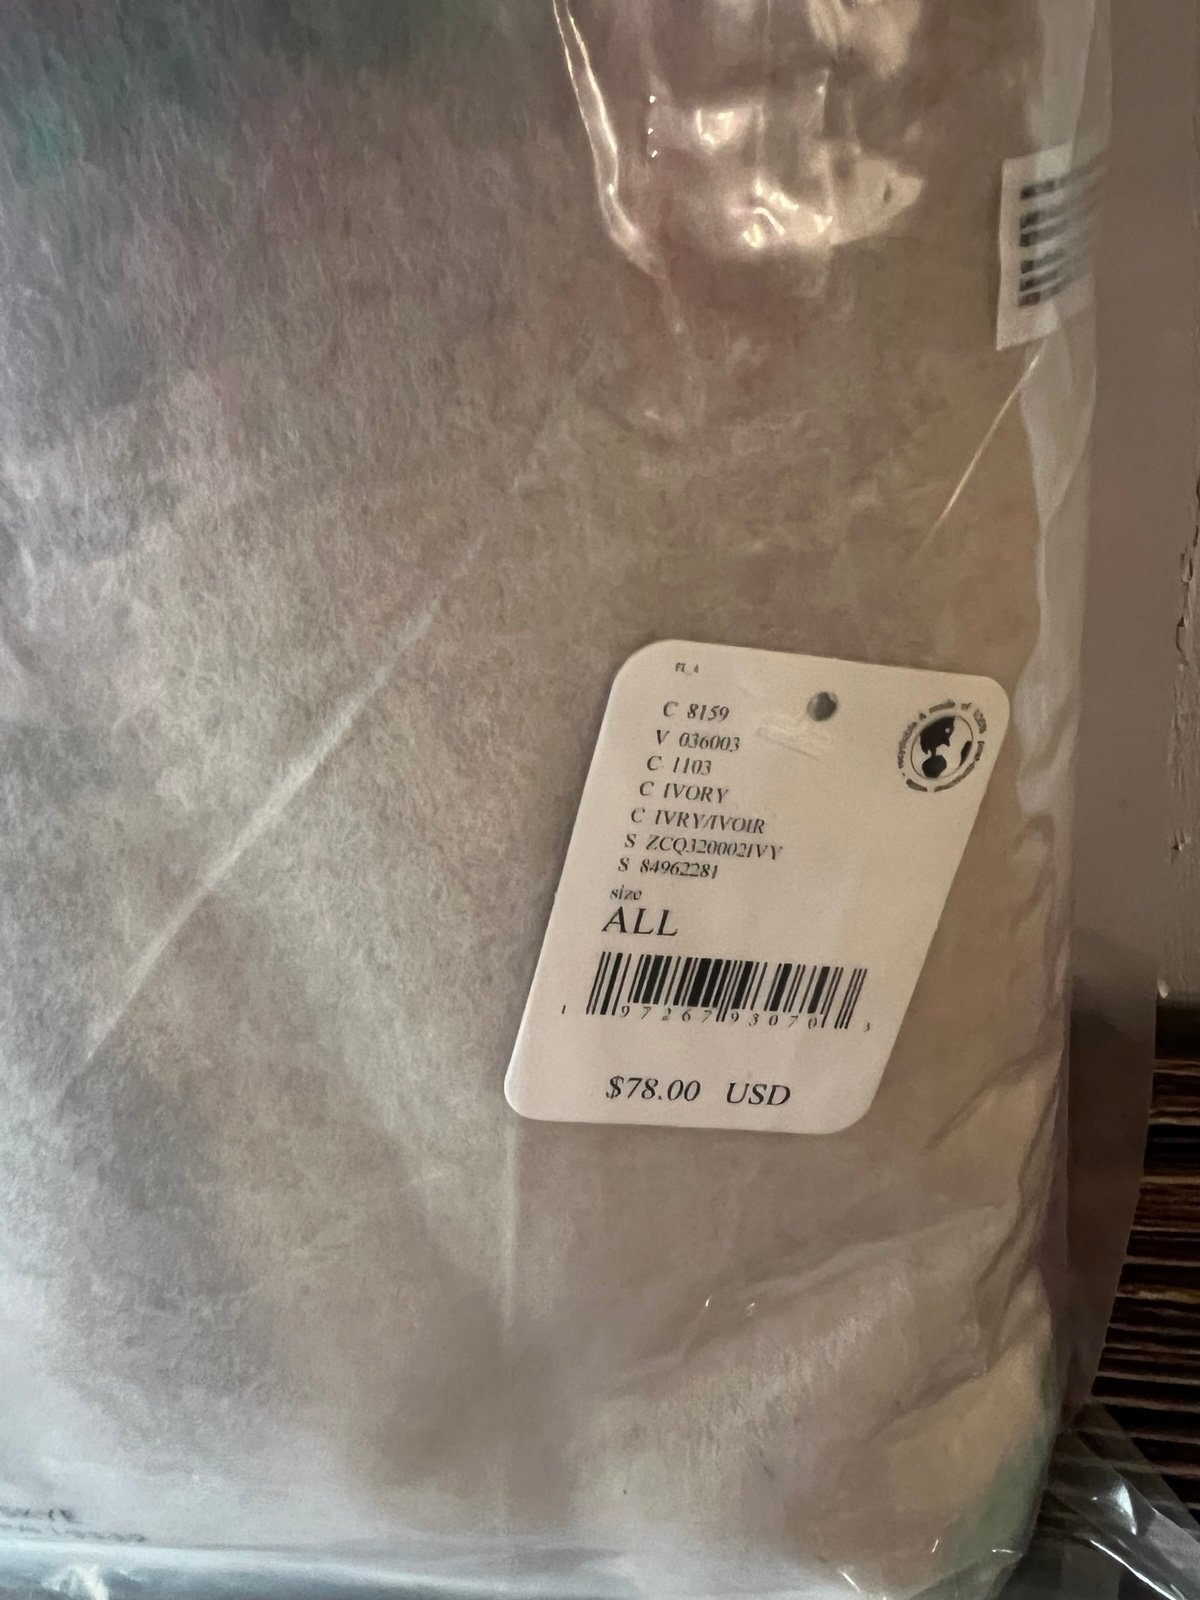 C 8159
V 036003
C 1103
C IVORY
C IVRY/IVOIR
S ZCQ320002IVY
S 84962281
size
ALL
1 97267 93070 3
$78.00 USD